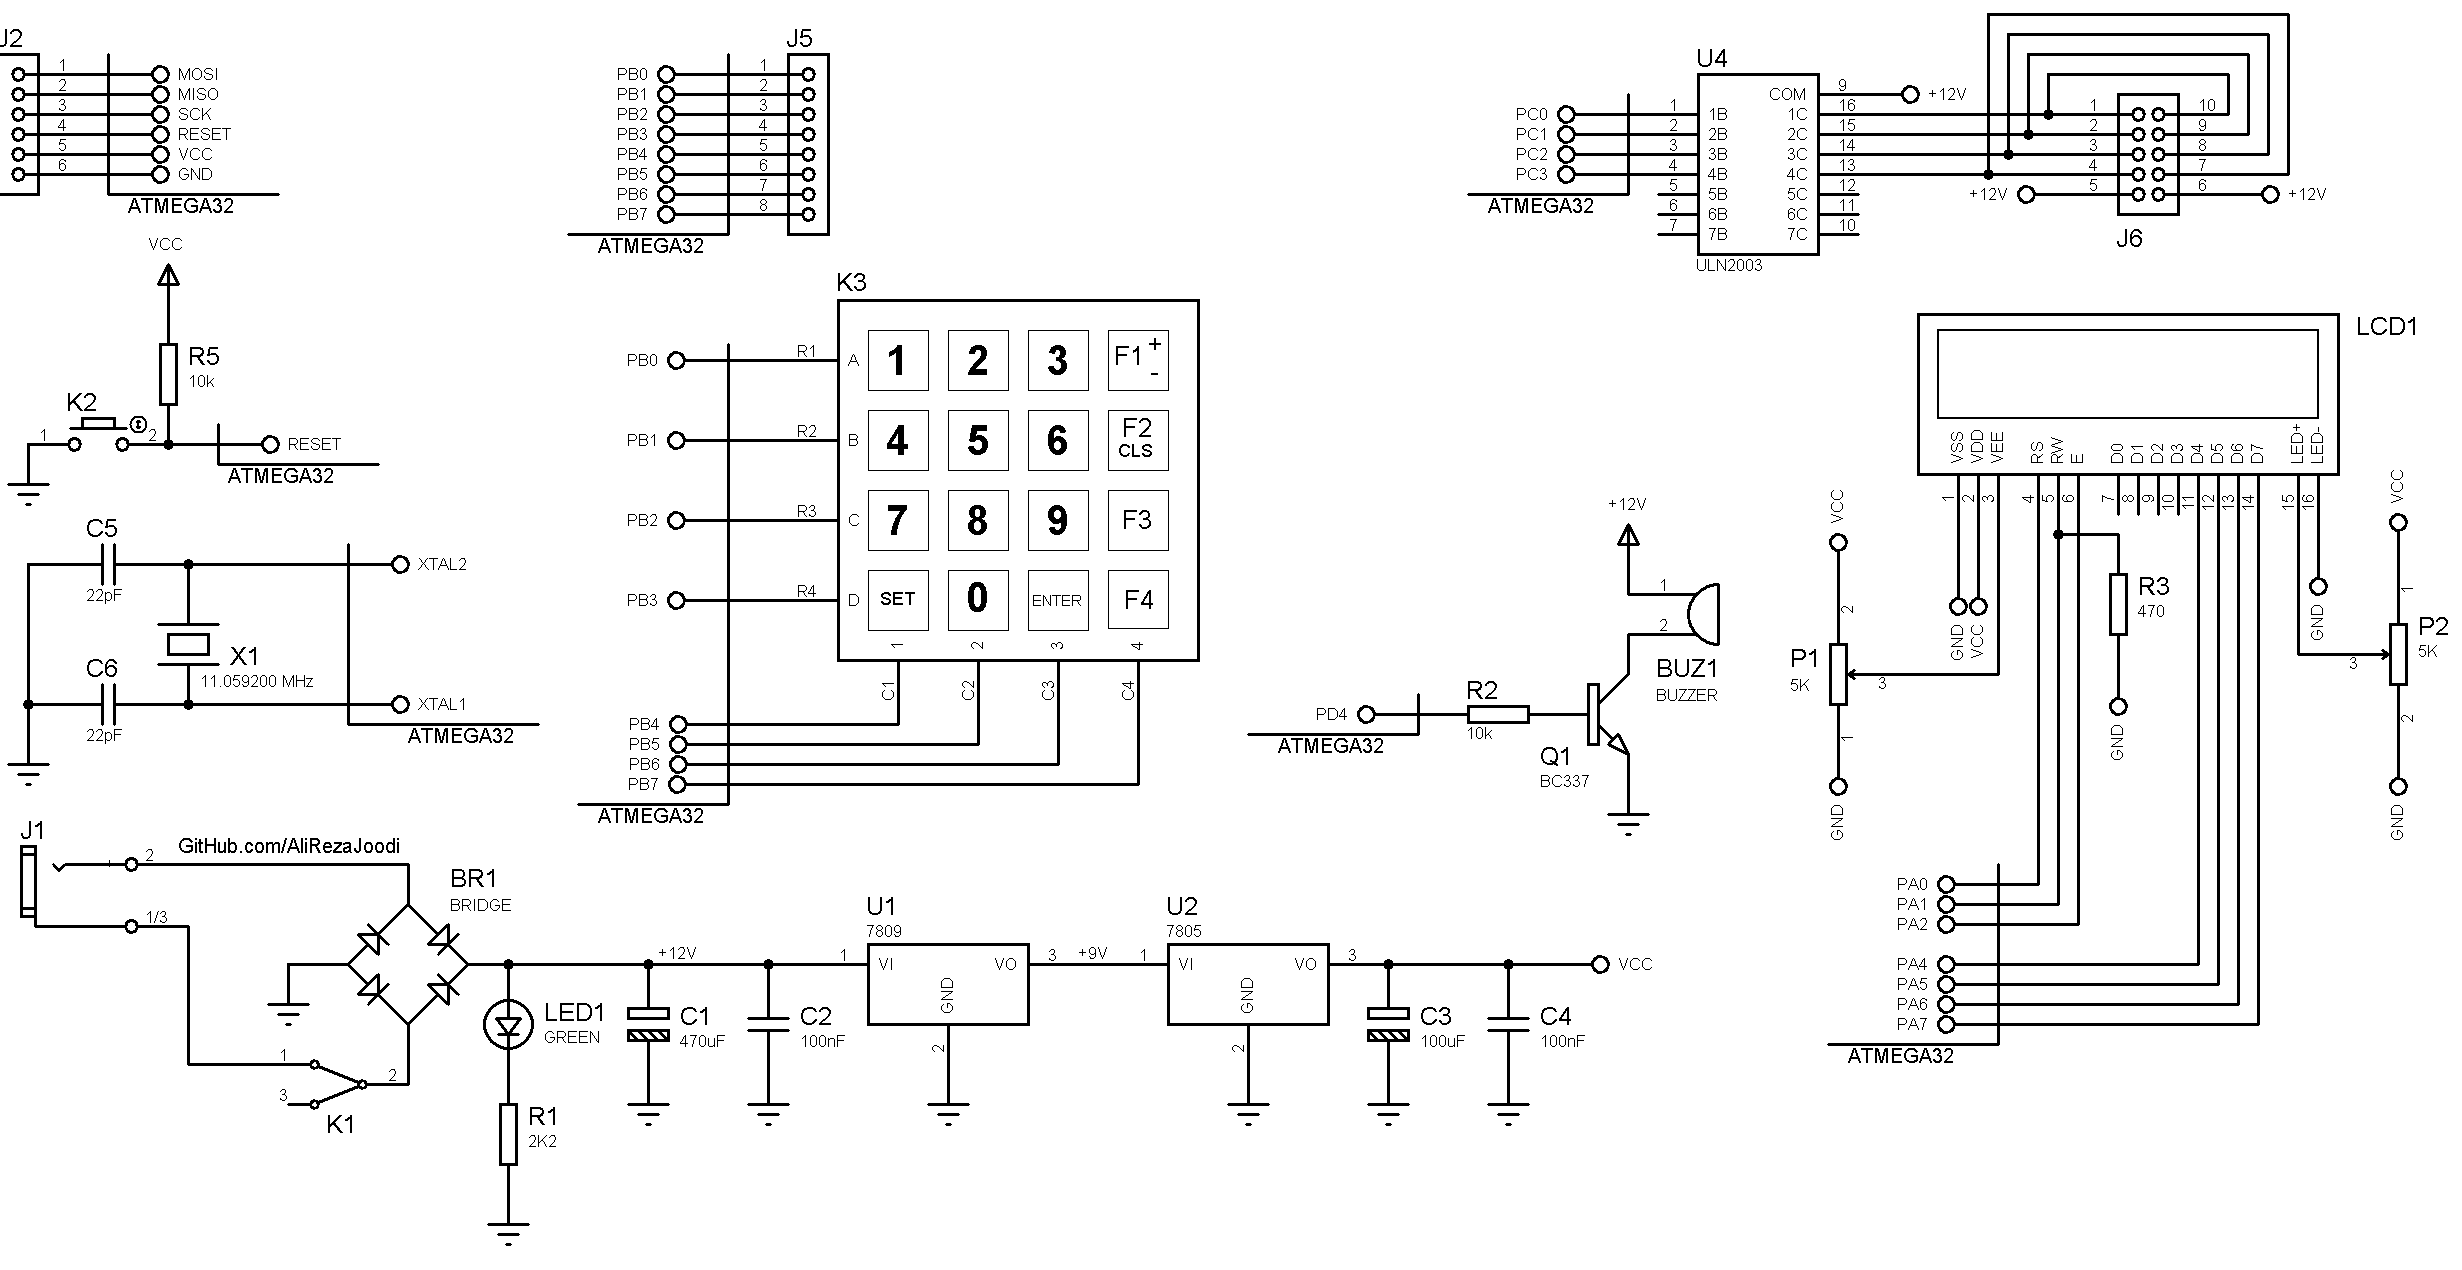 J2
1 MOSI
2 MISO
3 SCK
4 RESET
5 VCC
6 GND
ATMEGA32
J5
PB0 1
PB1 2
PB2 3
PB3 4
PB4 5
PB5 6
PB6 7
PB7 8
ATMEGA32
U4
COM 9 +12V
PC0 1 1B 1C 16 1 10
PC1 2 2B 2C 15 2 9
PC2 3 3B 3C 14 3 8
PC3 4 4B 4C 13 4 7
5 5B 5C 12 +12V 5 6 +12V
6 6B 6C 11
7 7B 7C 10
ATMEGA32
ULN2003
J6
VCC
R5
10k
K2
1 2 RESET
ATMEGA32
C5
22pF
XTAL2
X1
11.059200 MHz
C6
22pF
XTAL1
ATMEGA32
K3
PB0 R1 A 1 2 3 F1 + -
PB1 R2 B 4 5 6 F2
CLS
PB2 R3 C 7 8 9 F3
PB3 R4 D SET 0 ENTER F4
1 2 3 4
C1 C2 C3 C4
PB4
PB5
PB6
PB7
ATMEGA32
+12V
1
2
BUZ1
BUZZER
PD4
R2
10k
ATMEGA32
Q1
BC337
LCD1
VSS VDD VEE RS RW E D0 D1 D2 D3 D4 D5 D6 D7 LED+ LED-
1 2 3 4 5 6 7 8 9 10 11 12 13 14 15 16
VCC
2
P1
5K
3
1
GND
GND VCC
R3
470
GND
GND
VCC
1
P2
5K
3
2
GND
PA0
PA1
PA2
PA4
PA5
PA6
PA7
ATMEGA32
J1
GitHub.com/AliRezaJoodi
2
1/3
BR1
BRIDGE
1
2
3
K1
LED1
GREEN
R1
2K2
+12V
C1
470uF
C2
100nF
U1
7809
1 VI VO 3
GND
2
+9V
U2
7805
1 VI VO 3
GND
2
C3
100uF
C4
100nF
VCC